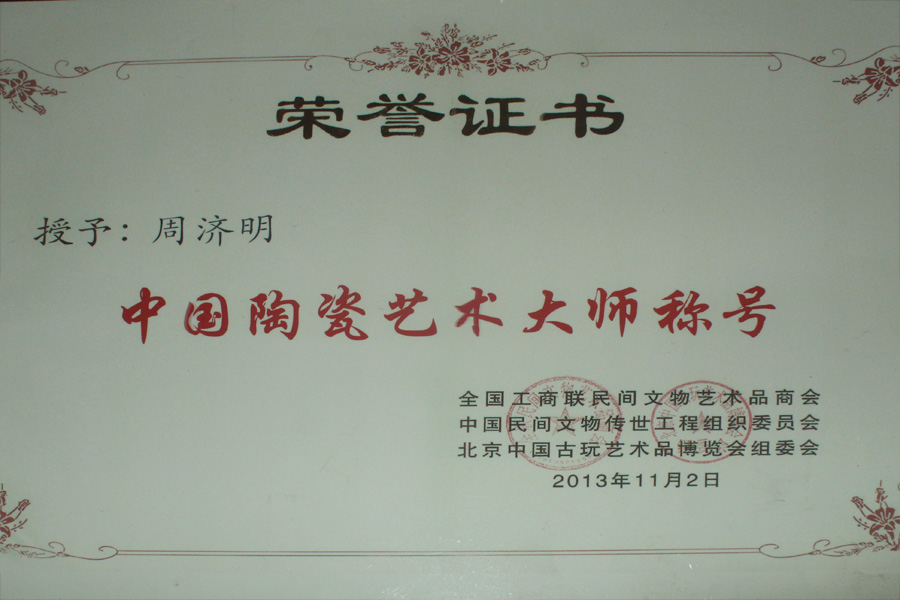 荣誉证书
授予：周济明
中国陶瓷艺术大师称号
全国工商联民间文物艺术品商会
中国民间文物传世工程组织委员会
北京中国古玩艺术品博览会组委会
2013年11月2日